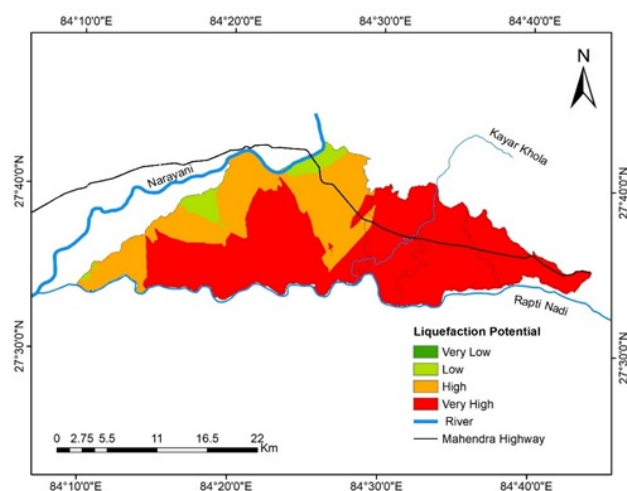 84°10'0"E 84°20'0"E 84°30'0"E 84°40'0"E
N
Kayar Khola
Narayani
27°40'0"N 27°40'0"N
Rapti Nadi
Liquefaction Potential
Very Low
Low
High
Very High
River
Mahendra Highway
27°30'0"N 27°30'0"N
0 2.75 5.5 11 16.5 22
Km
84°10'0"E 84°20'0"E 84°30'0"E 84°40'0"E